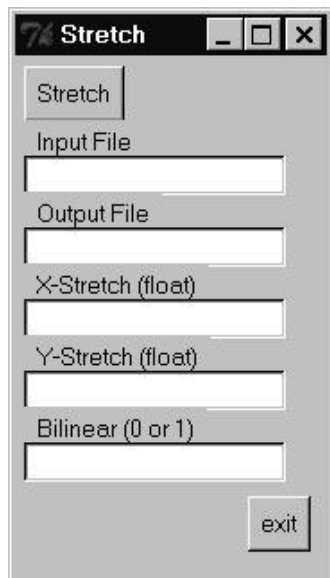 Stretch
Stretch
Input File
Output File
X-Stretch (float)
Y-Stretch (float)
Bilinear (0 or 1)
exit